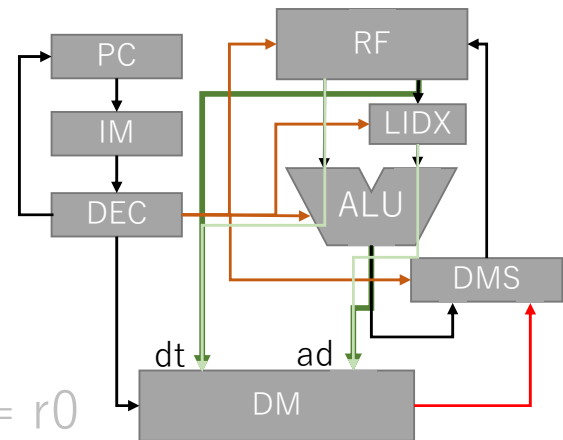 RF
PC
LIDX
IM
ALU
DEC
DMS
dt
ad
DM
= r0